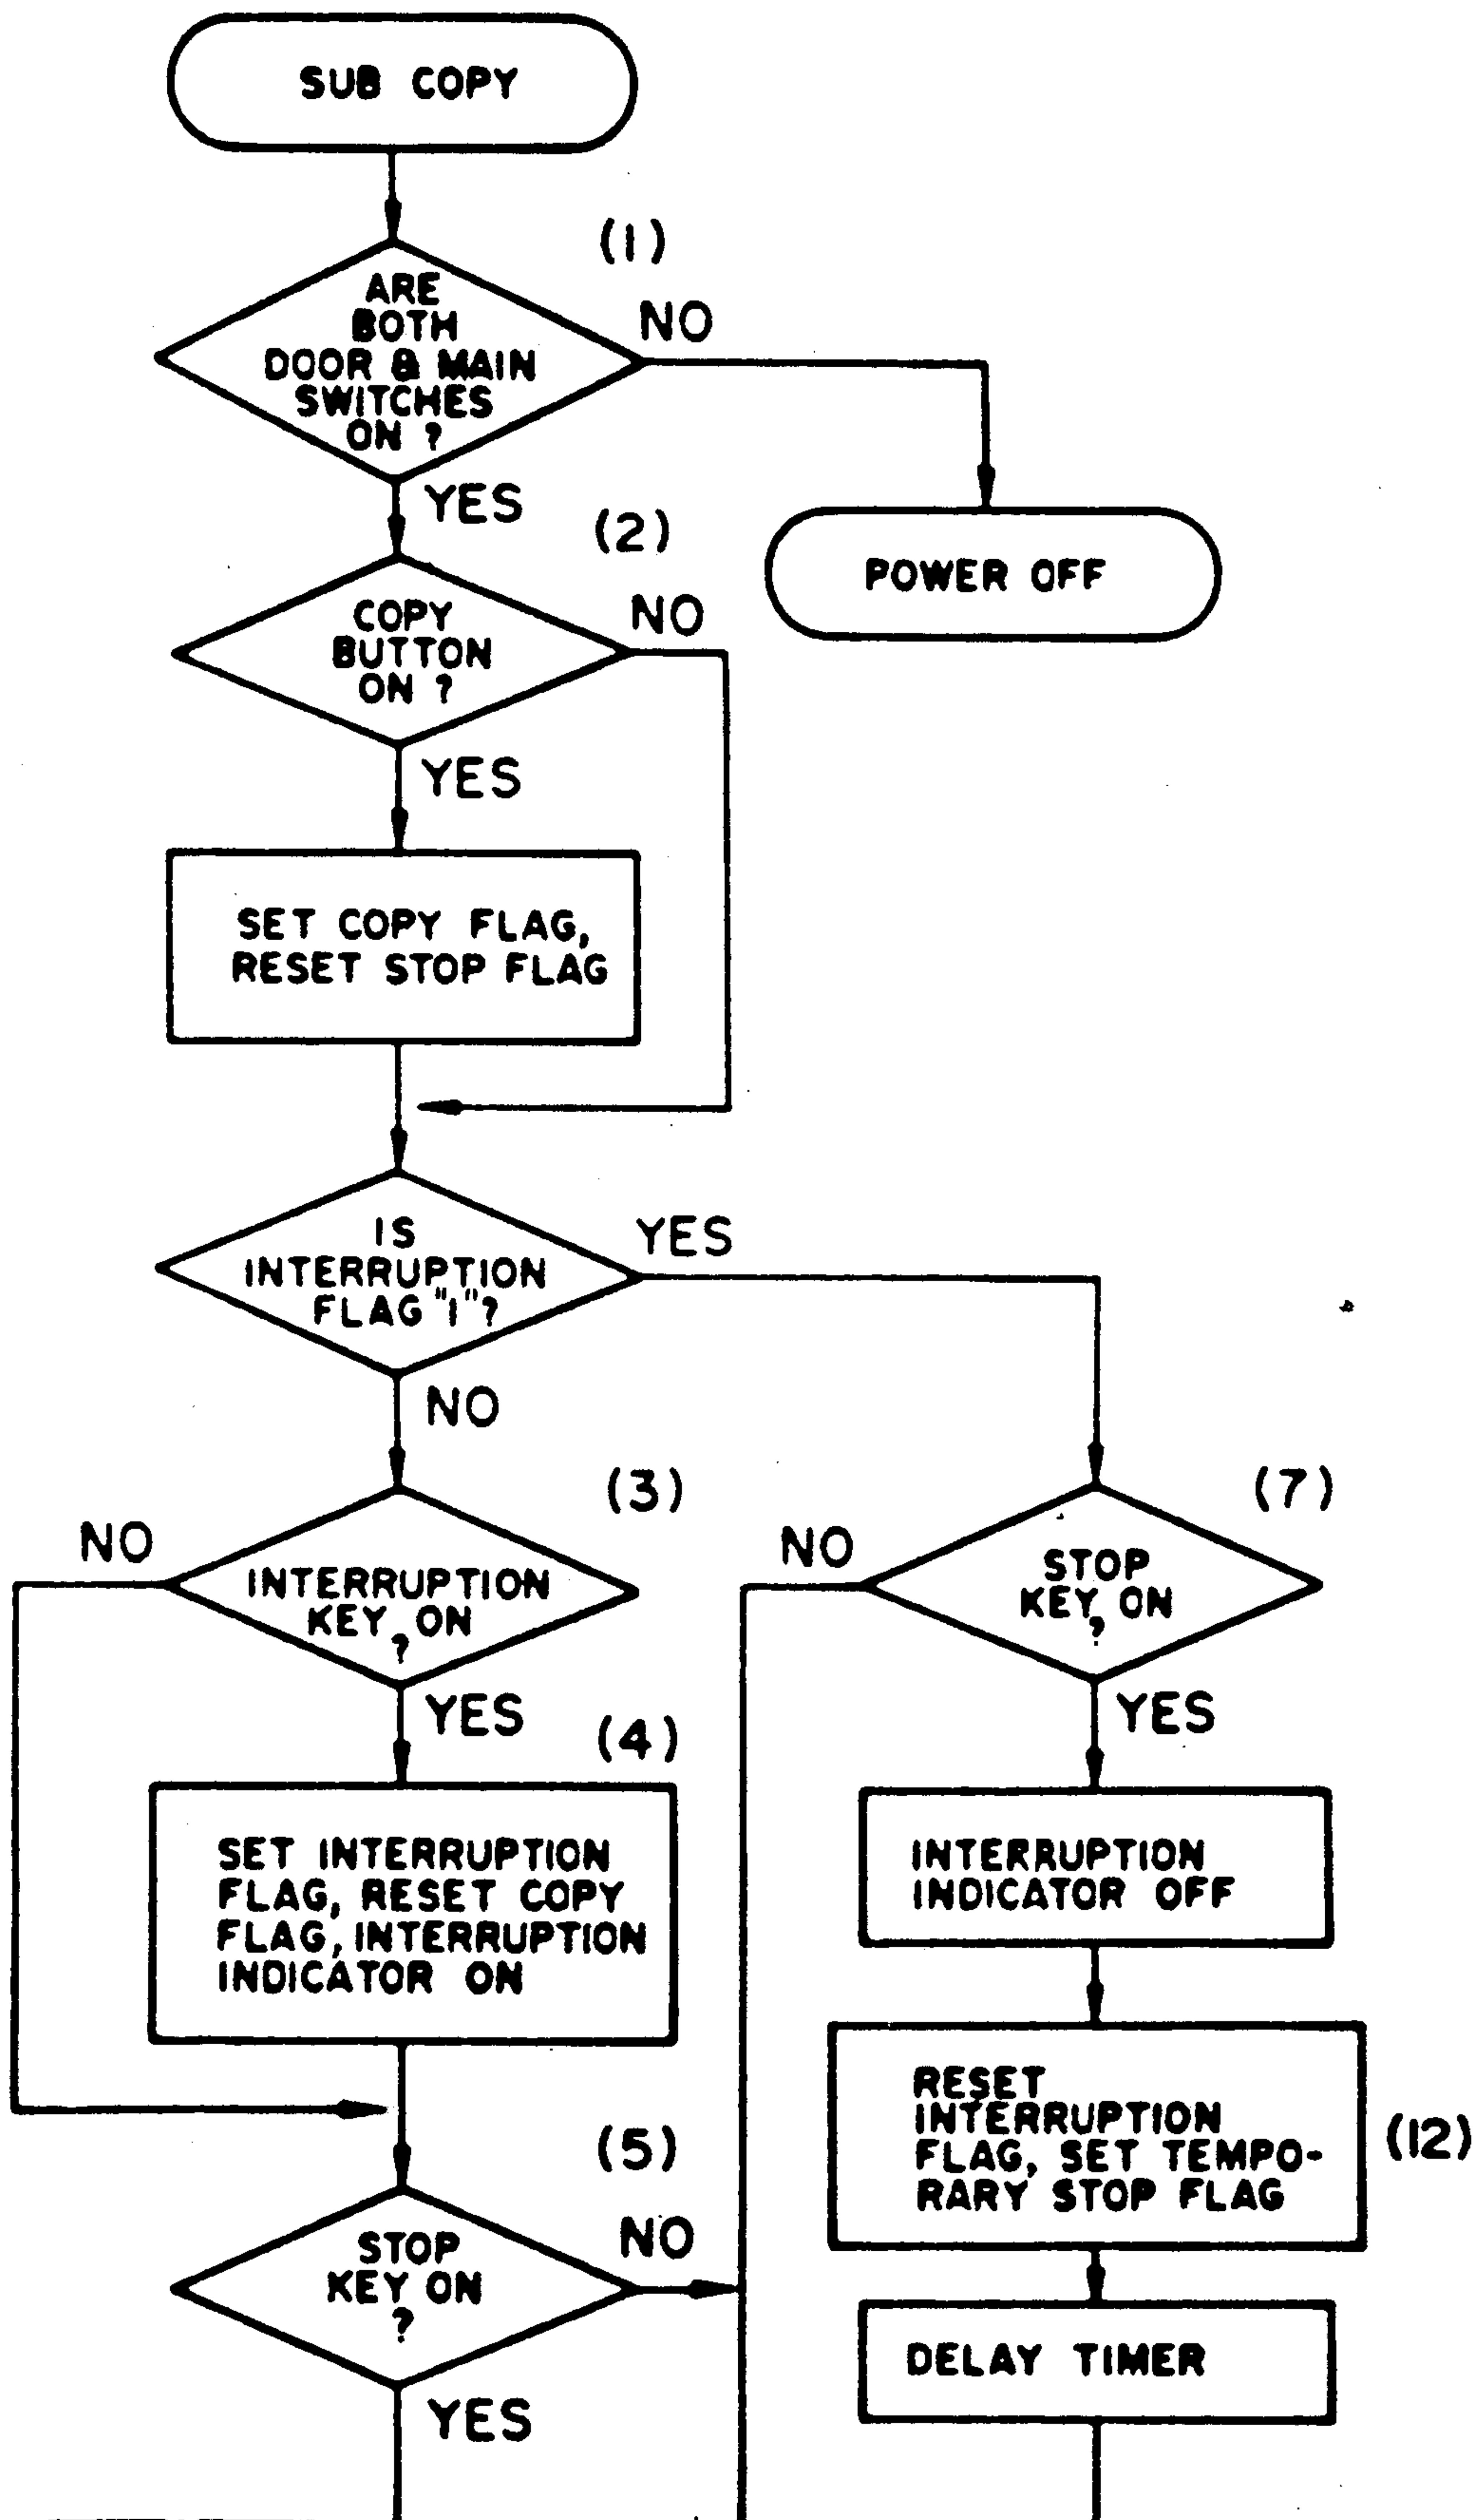 SUB COPY
(1)
ARE
BOTH
DOOR & MAIN
SWITCHES
ON ?
NO
YES
POWER OFF
(2)
COPY
BUTTON
ON ?
NO
YES
SET COPY FLAG,
RESET STOP FLAG
IS
INTERRUPTION
FLAG "1"?
YES
NO
(3)
NO
INTERRUPTION
KEY ON
?
YES
(4)
SET INTERRUPTION
FLAG, RESET COPY
FLAG, INTERRUPTION
INDICATOR ON
(5)
STOP
KEY ON
?
NO
YES
(7)
NO
STOP
KEY ON
?
YES
INTERRUPTION
INDICATOR OFF
RESET
INTERRUPTION
FLAG, SET TEMPO-
RARY STOP FLAG
(12)
DELAY TIMER